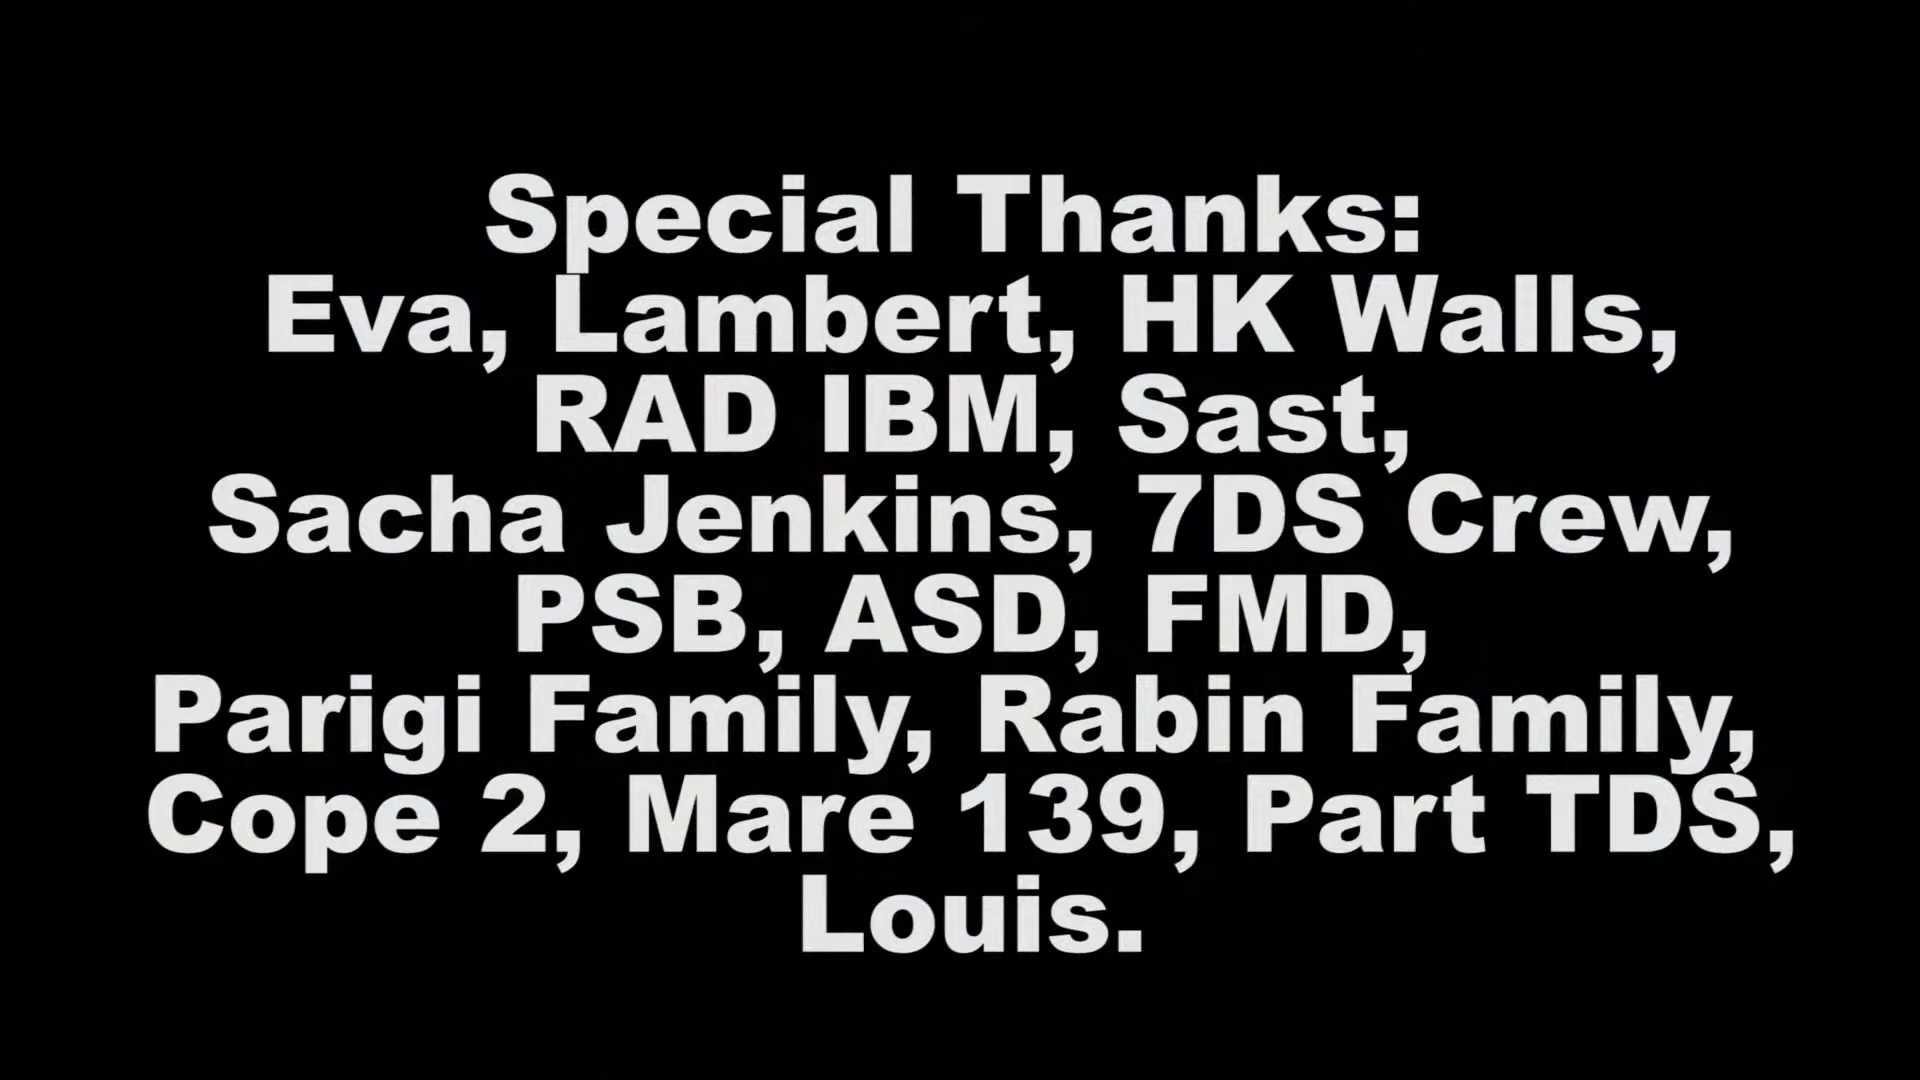 Special Thanks:
Eva, Lambert, HK Walls,
RAD IBM, Sast,
Sacha Jenkins, 7DS Crew,
PSB, ASD, FMD,
Parigi Family, Rabin Family,
Cope 2, Mare 139, Part TDS,
Louis.